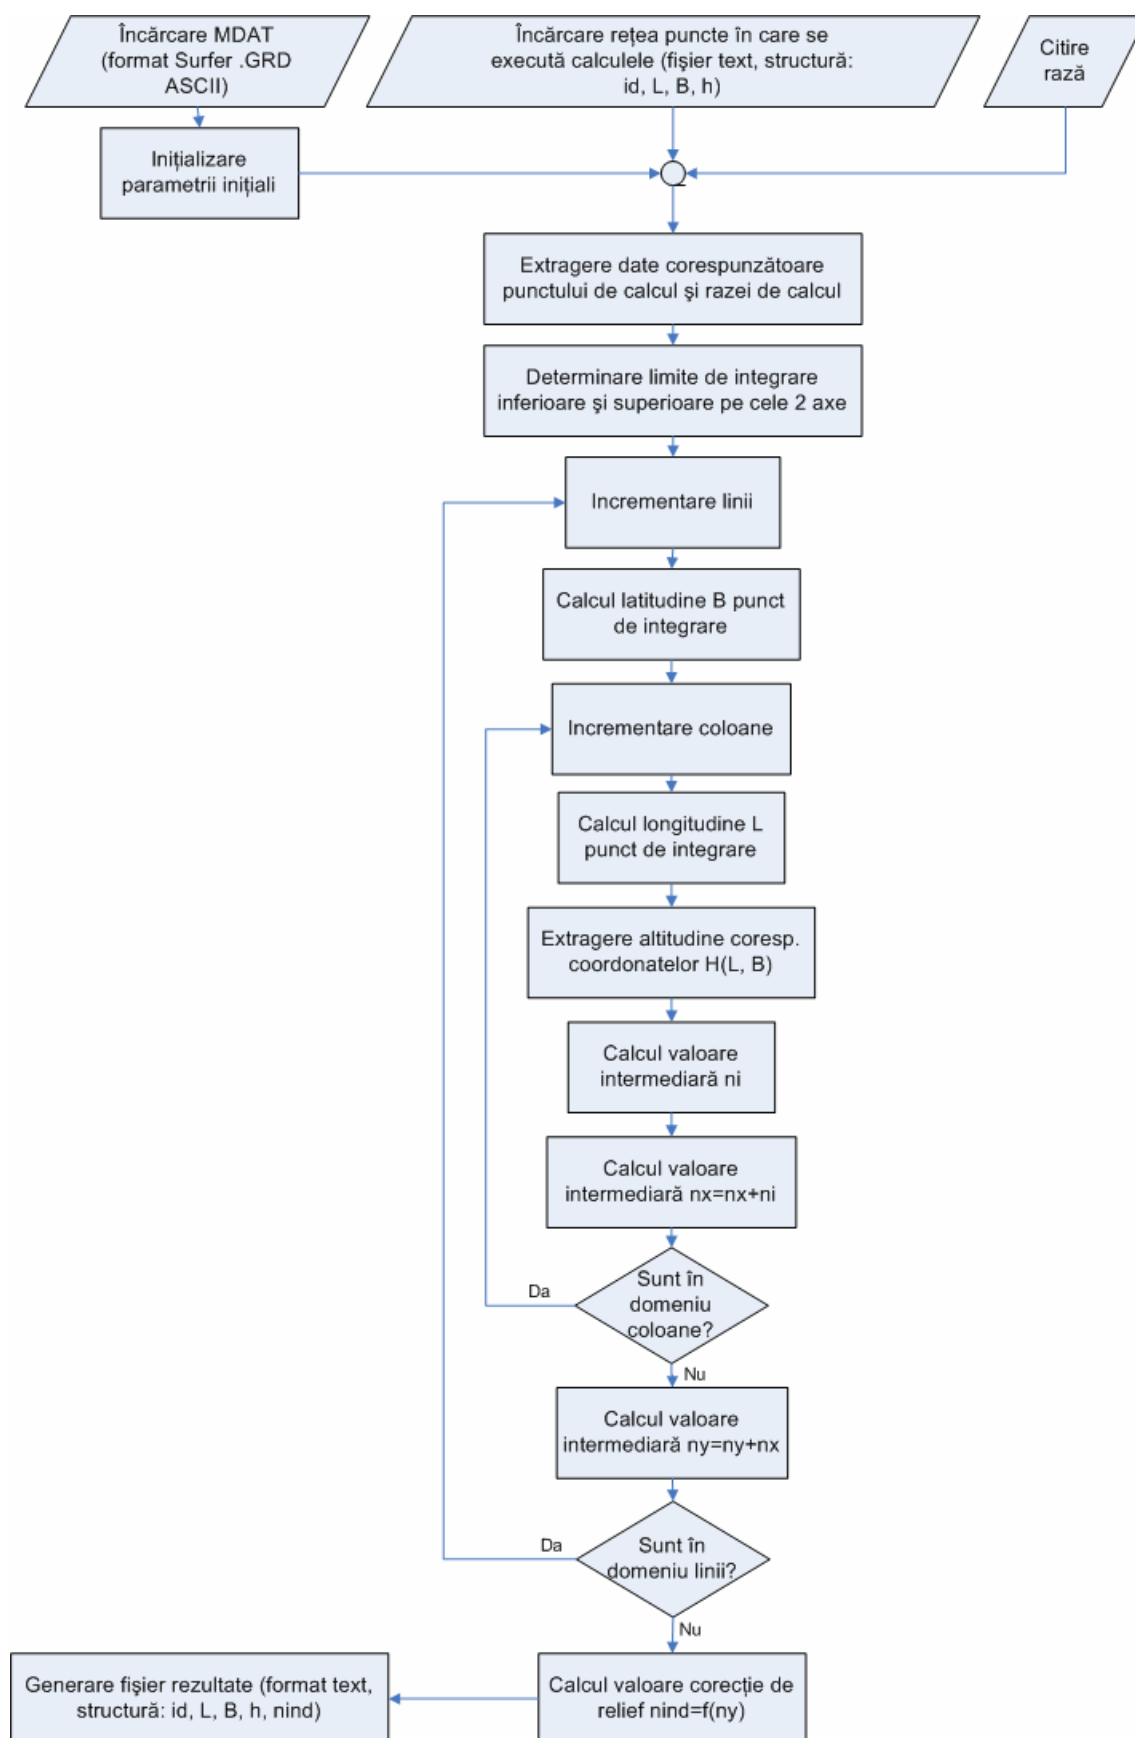 Încărcare MDAT
(format Surfer .GRD
ASCII)
Încărcare rețea puncte în care se
execută calculele (fişier text, structură:
id, L, B, h)
Citire
rază
Inițializare
parametrii inițiali
Extragere date corespunzătoare
punctului de calcul şi razei de calcul
Determinare limite de integrare
inferioare şi superioare pe cele 2 axe
Incrementare linii
Calcul latitudine B punct
de integrare
Incrementare coloane
Calcul longitudine L
punct de integrare
Extragere altitudine coresp.
coordonatelor H(L, B)
Calcul valoare
intermediară ni
Calcul valoare
intermediară nx=nx+ni
Sunt în
domeniu
coloane?
Da
Nu
Calcul valoare
intermediară ny=ny+nx
Sunt în
domeniu linii?
Da
Nu
Calcul valoare corecție de
relief nind=f(ny)
Generare fişier rezultate (format text,
structură: id, L, B, h, nind)